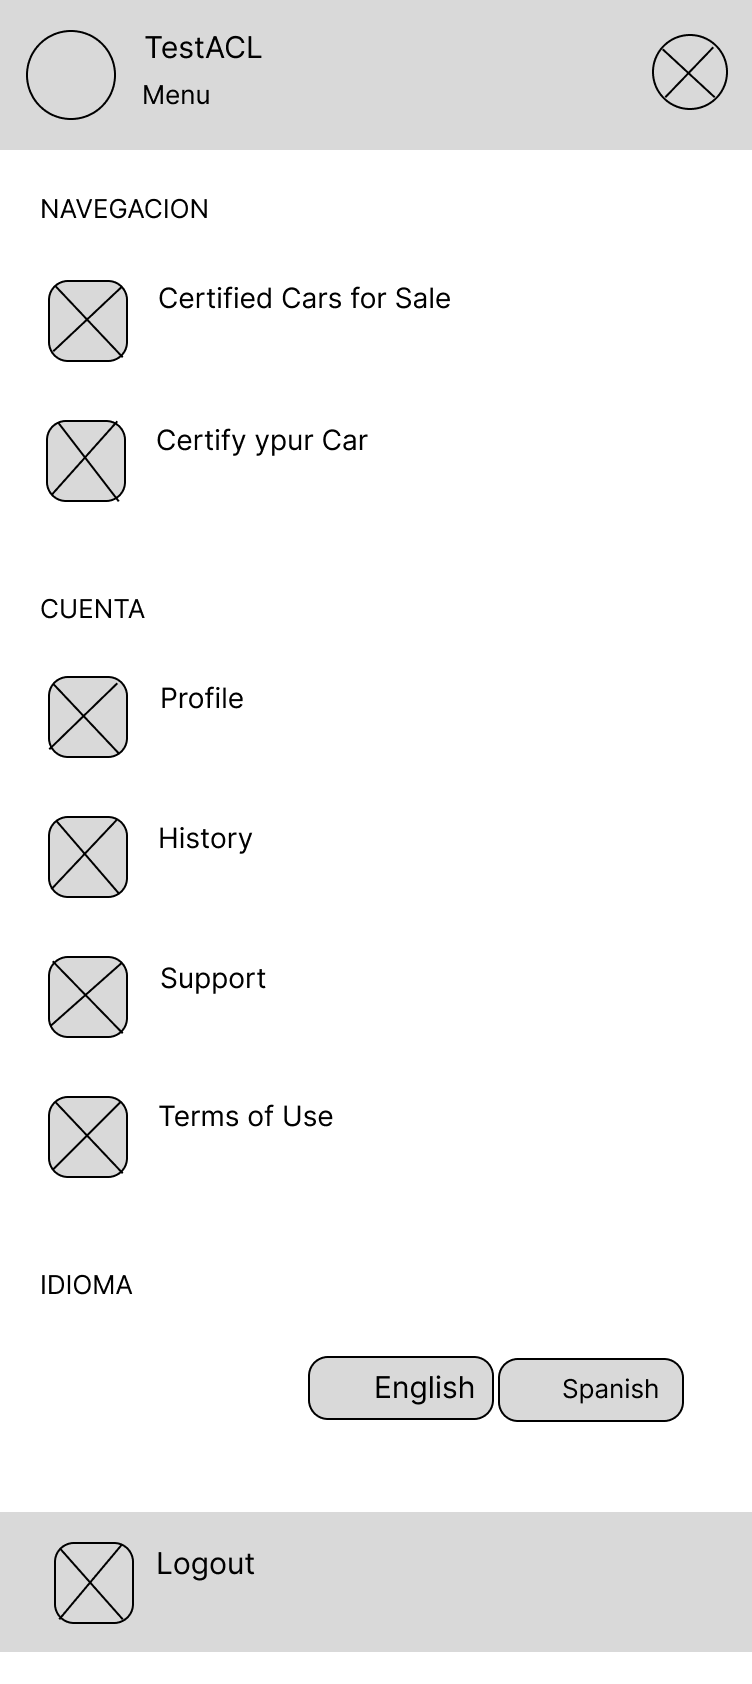 TestACL
Menu
NAVEGACION
Certified Cars for Sale
Certify ypur Car
CUENTA
Profile
History
Support
Terms of Use
IDIOMA
English
Spanish
Logout